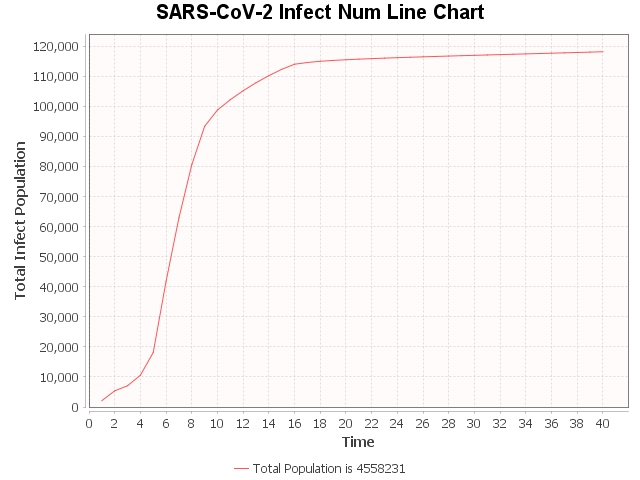 SARS-CoV-2 Infect Num Line Chart
120,000
110,000
100,000
90,000
80,000
70,000
60,000
50,000
40,000
30,000
20,000
10,000
0
Total Infect Population
0 2 4 6 8 10 12 14 16 18 20 22 24 26 28 30 32 34 36 38 40
Time
Total Population is 4558231